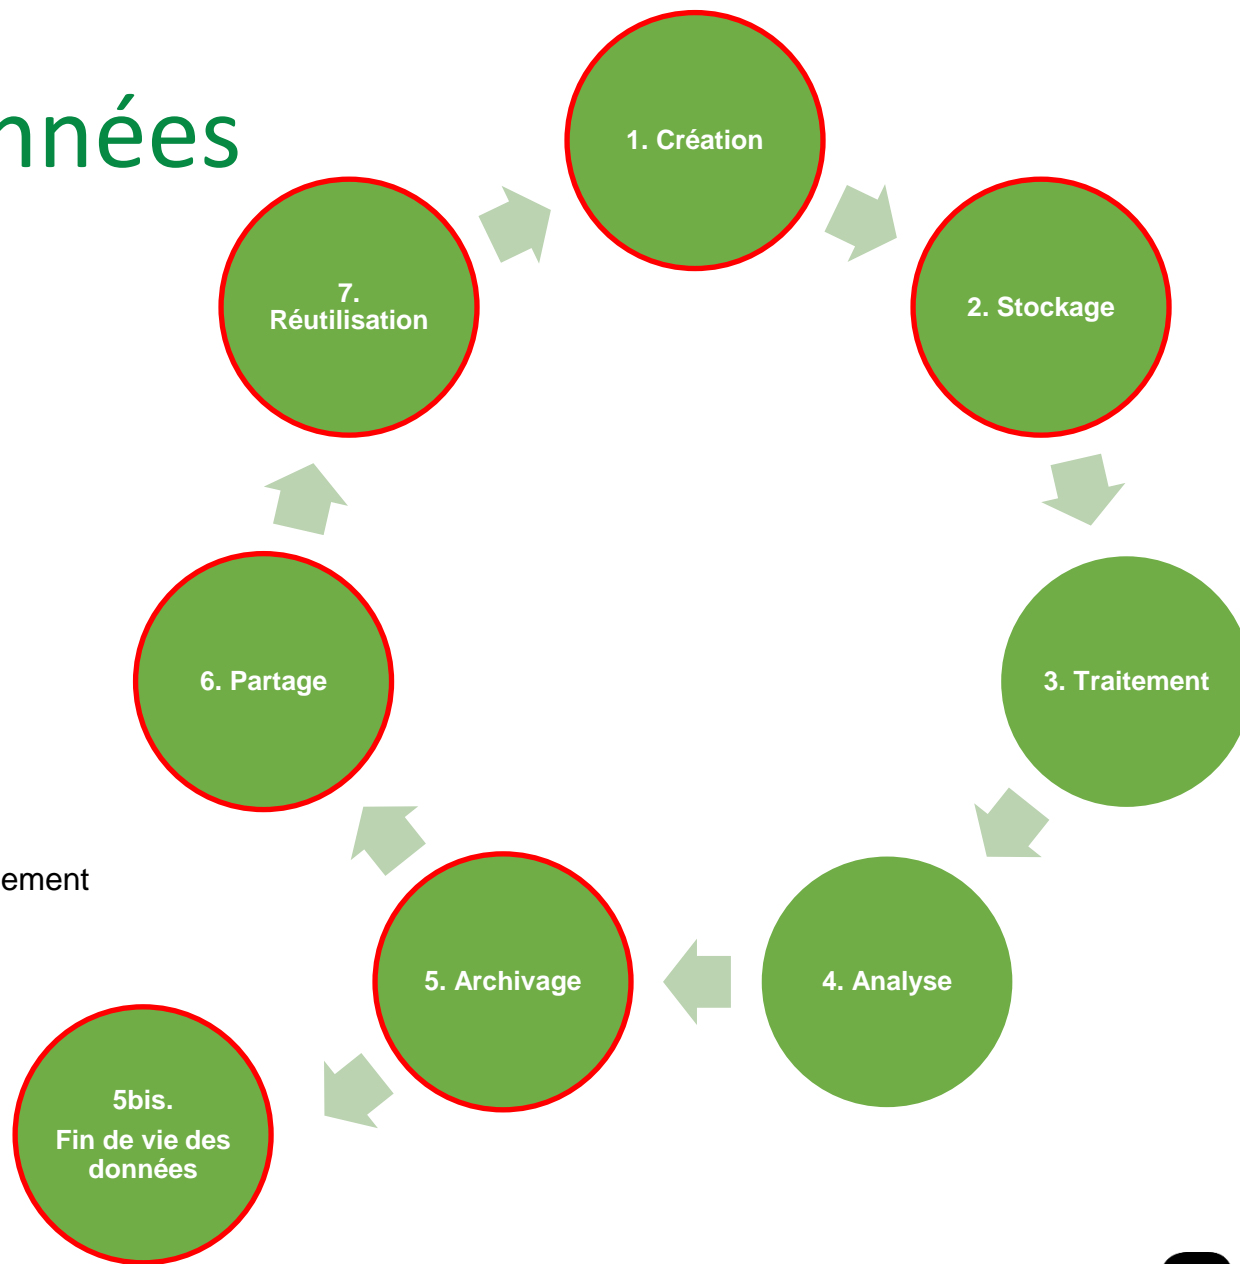 nnées
1. Création
2. Stockage
3. Traitement
4. Analyse
5. Archivage
5bis.
Fin de vie des
données
6. Partage
7.
Réutilisation
ement